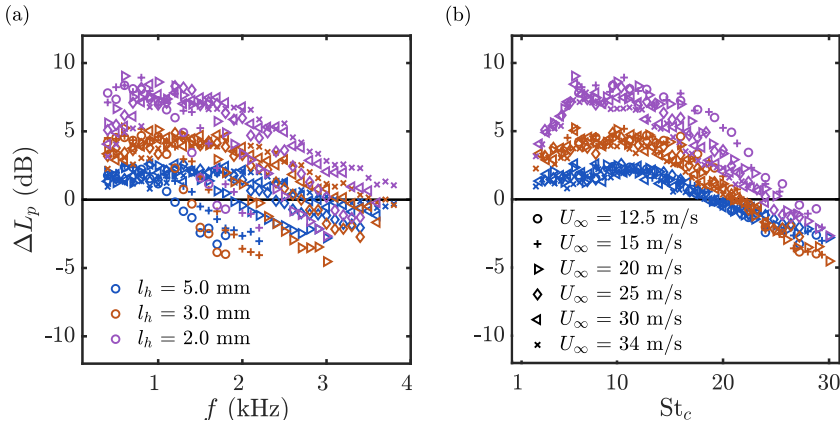 (a)
10
5
0
-5
-10
ΔL_p (dB)
l_h = 5.0 mm
l_h = 3.0 mm
l_h = 2.0 mm
1 2 3 4
f (kHz)
(b)
10
5
0
-5
-10
U_∞ = 12.5 m/s
U_∞ = 15 m/s
U_∞ = 20 m/s
U_∞ = 25 m/s
U_∞ = 30 m/s
U_∞ = 34 m/s
1 10 20 30
St_c